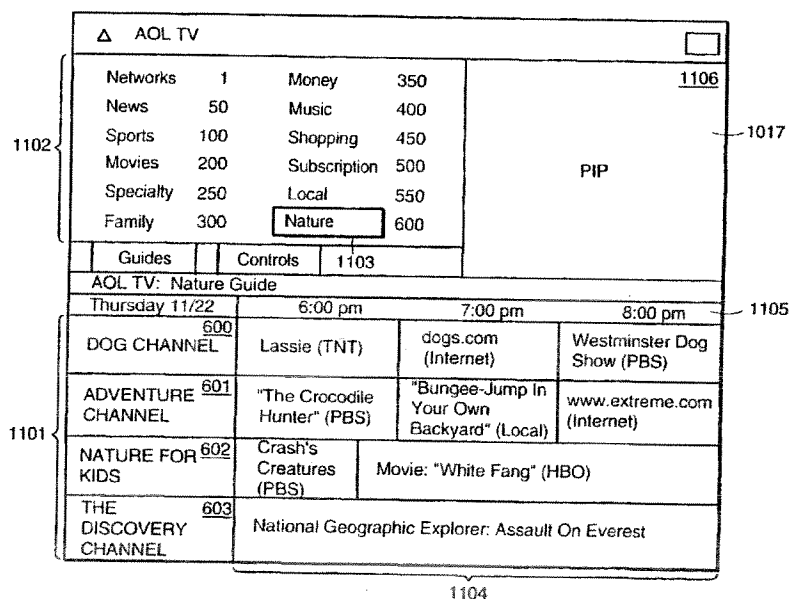 △ AOL TV
Networks 1 Money 350
News 50 Music 400
Sports 100 Shopping 450
Movies 200 Subscription 500
Specialty 250 Local 550
Family 300 Nature 600
1102
1106
1017
PIP
Guides Controls 1103
AOL TV: Nature Guide
Thursday 11/22 6:00 pm 7:00 pm 8:00 pm
1105
600
DOG CHANNEL
Lassie (TNT)
dogs.com
(Internet)
Westminster Dog
Show (PBS)
601
ADVENTURE
CHANNEL
"The Crocodile
Hunter" (PBS)
"Bungee-Jump In
Your Own
Backyard" (Local)
www.extreme.com
(Internet)
1101
602
NATURE FOR
KIDS
Crash's
Creatures
(PBS)
Movie: "White Fang" (HBO)
603
THE
DISCOVERY
CHANNEL
National Geographic Explorer: Assault On Everest
1104